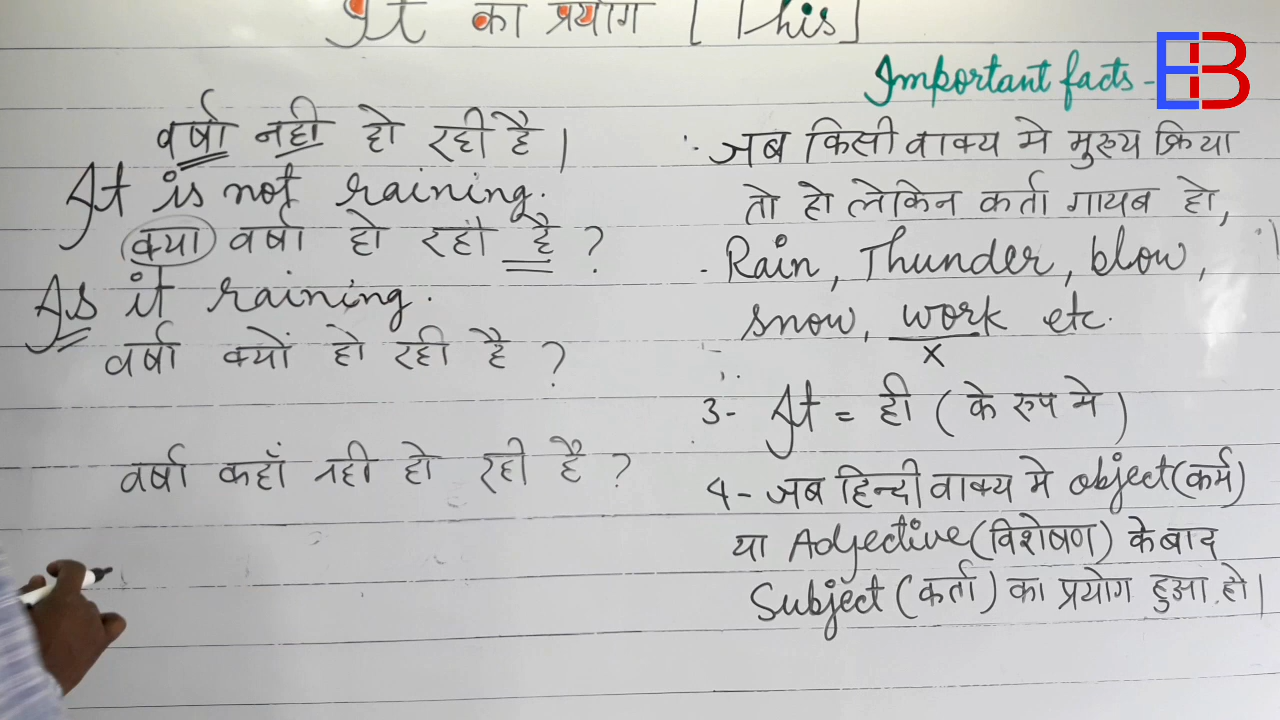 It का प्रयोग [This]
Important facts -
EB
वर्षा नही हो रही है।
It is not raining.
क्या वर्षा हो रही है ?
Is it raining.
वर्षा क्यों हो रही है ?
वर्षा कहाँ नही हो रही है ?
जब किसी वाक्य मे मुख्य क्रिया
तो हो लेकिन कर्ता गायब हो,
- Rain, Thunder, blow,
snow, work etc.
x
3- It = ही (के रुप मे)
4- जब हिन्दी वाक्य मे object (कर्म)
या Adjective (विशेषण) के बाद
Subject (कर्ता) का प्रयोग हुआ हो।